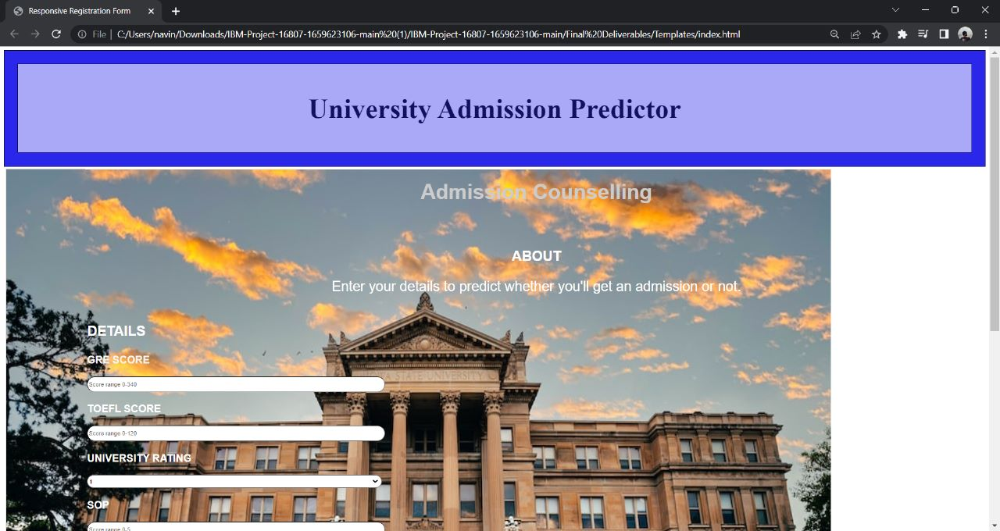 Responsive Registration Form
File
C:/Users/navin/Downloads/IBM-Project-16807-1659623106-main%20(1)/IBM-Project-16807-1659623106-main/Final%20Deliverables/Templates/index.html
University Admission Predictor
Admission Counselling
ABOUT
Enter your details to predict whether you'll get an admission or not.
DETAILS
GRE SCORE
Score range 0-340
STATE UNIVERSITY
TOEFL SCORE
Score range 0-120
UNIVERSITY RATING
1
SOP
Score range 0-5